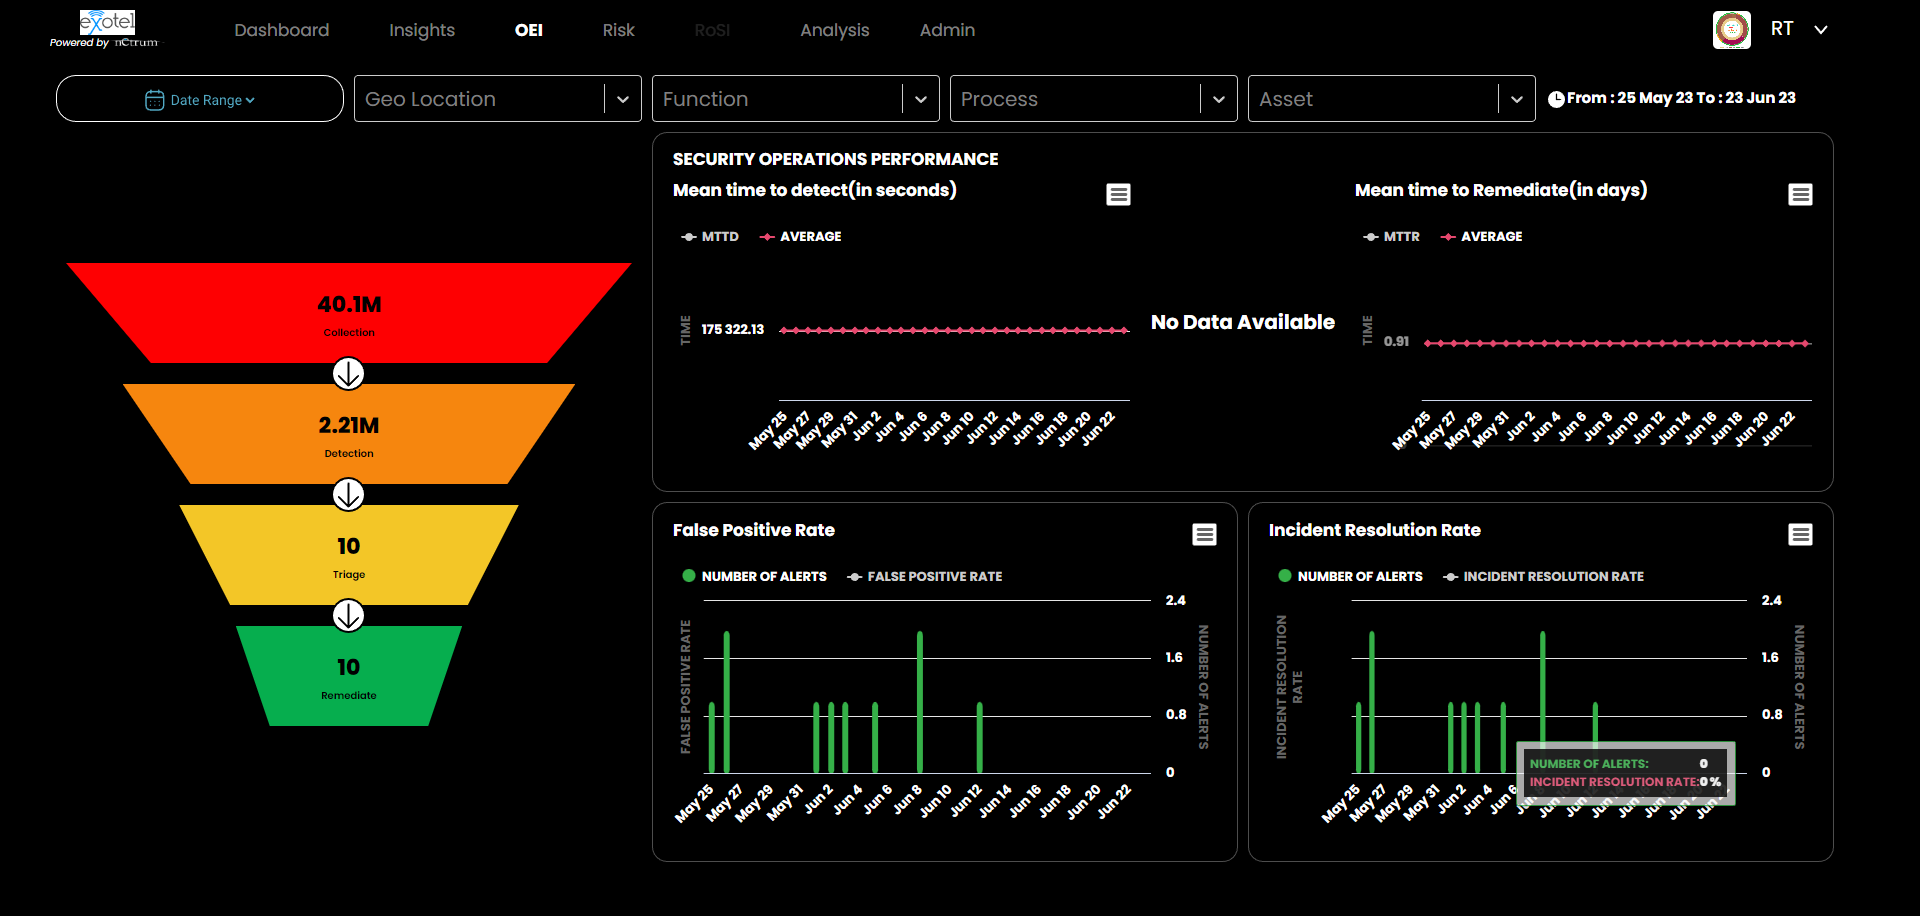 exotel
Powered by nCtrum
Dashboard Insights OEI Risk RoSI Analysis Admin RT
Date Range Geo Location Function Process Asset From : 25 May 23 To : 23 Jun 23
40.1M
Collection
2.21M
Detection
10
Triage
10
Remediate
SECURITY OPERATIONS PERFORMANCE
Mean time to detect(in seconds)
MTTD AVERAGE
TIME
175 322.13
May 25 May 27 May 29 May 31 Jun 2 Jun 4 Jun 6 Jun 8 Jun 10 Jun 12 Jun 14 Jun 16 Jun 18 Jun 20 Jun 22
No Data Available
Mean time to Remediate(in days)
MTTR AVERAGE
TIME
0.91
May 25 May 27 May 29 May 31 Jun 2 Jun 4 Jun 6 Jun 8 Jun 10 Jun 12 Jun 14 Jun 16 Jun 18 Jun 20 Jun 22
False Positive Rate
NUMBER OF ALERTS FALSE POSITIVE RATE
FALSE POSITIVE RATE
2.4
1.6
0.8
0
NUMBER OF ALERTS
May 25 May 27 May 29 May 31 Jun 2 Jun 4 Jun 6 Jun 8 Jun 10 Jun 12 Jun 14 Jun 16 Jun 18 Jun 20 Jun 22
Incident Resolution Rate
NUMBER OF ALERTS INCIDENT RESOLUTION RATE
INCIDENT RESOLUTION
RATE
2.4
1.6
0.8
0
NUMBER OF ALERTS
NUMBER OF ALERTS: 0
INCIDENT RESOLUTION RATE: 0 %
May 25 May 27 May 29 May 31 Jun 2 Jun 4 Jun 6